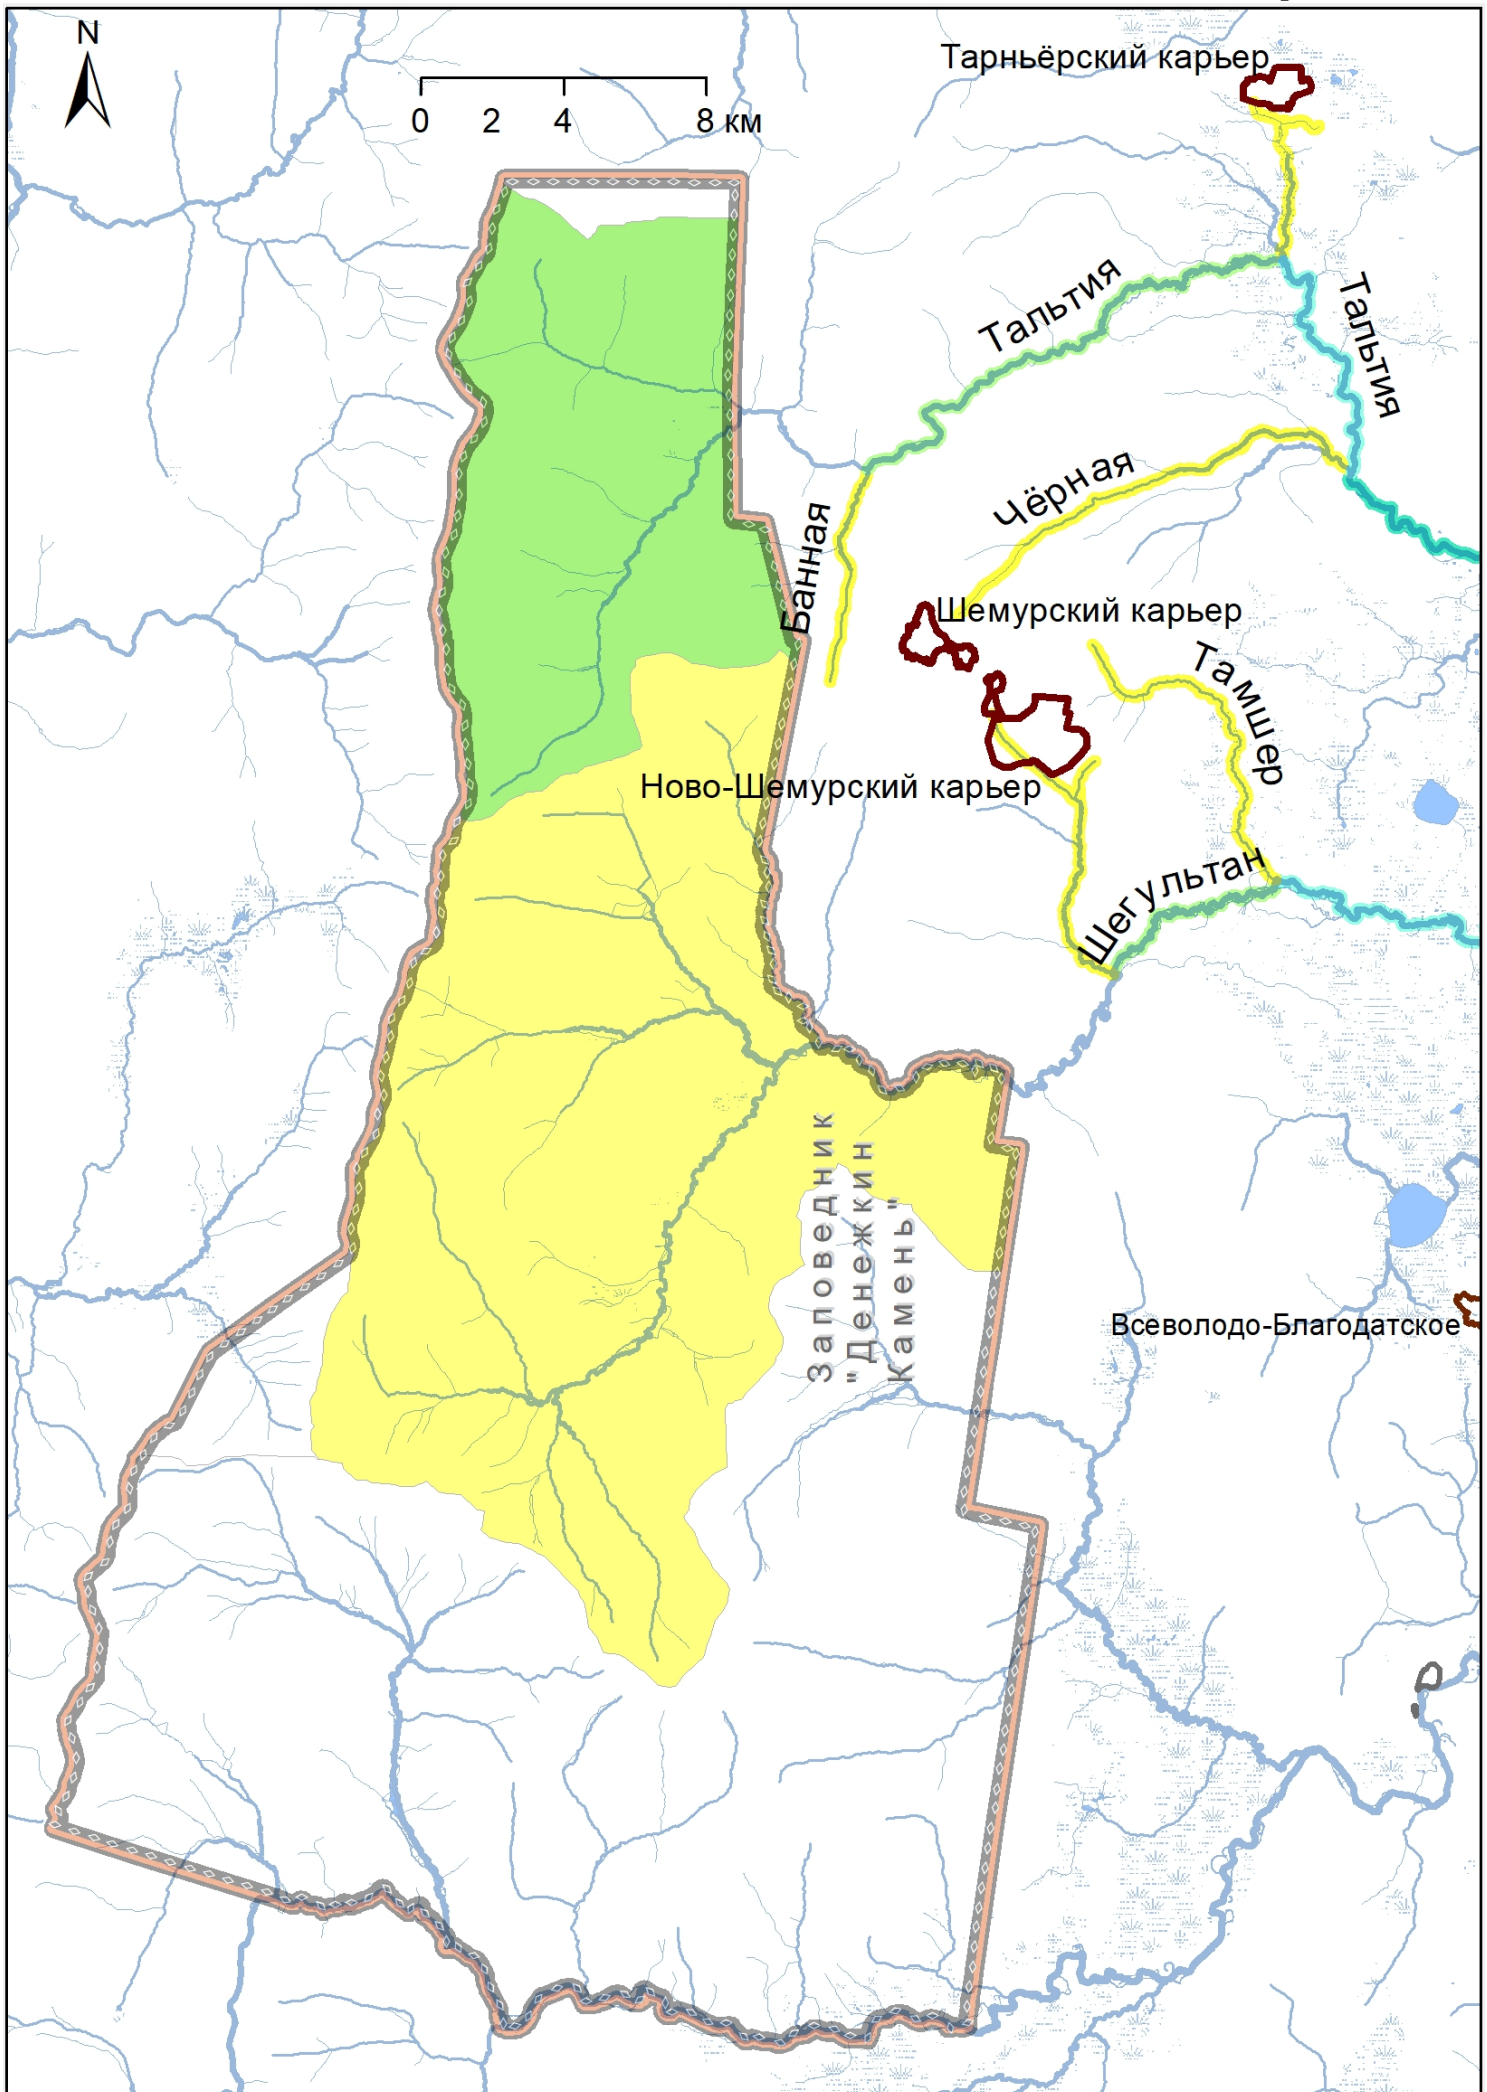 N
Тарньёрский карьер
0 2 4 8 км
Тальтия
Тальтия
Чёрная
Банная
Шемурский карьер
Тамшер
Ново-Шемурский карьер
Шегультан
Заповедник
"Денежкин
Камень"
Всеволодо-Благодатское